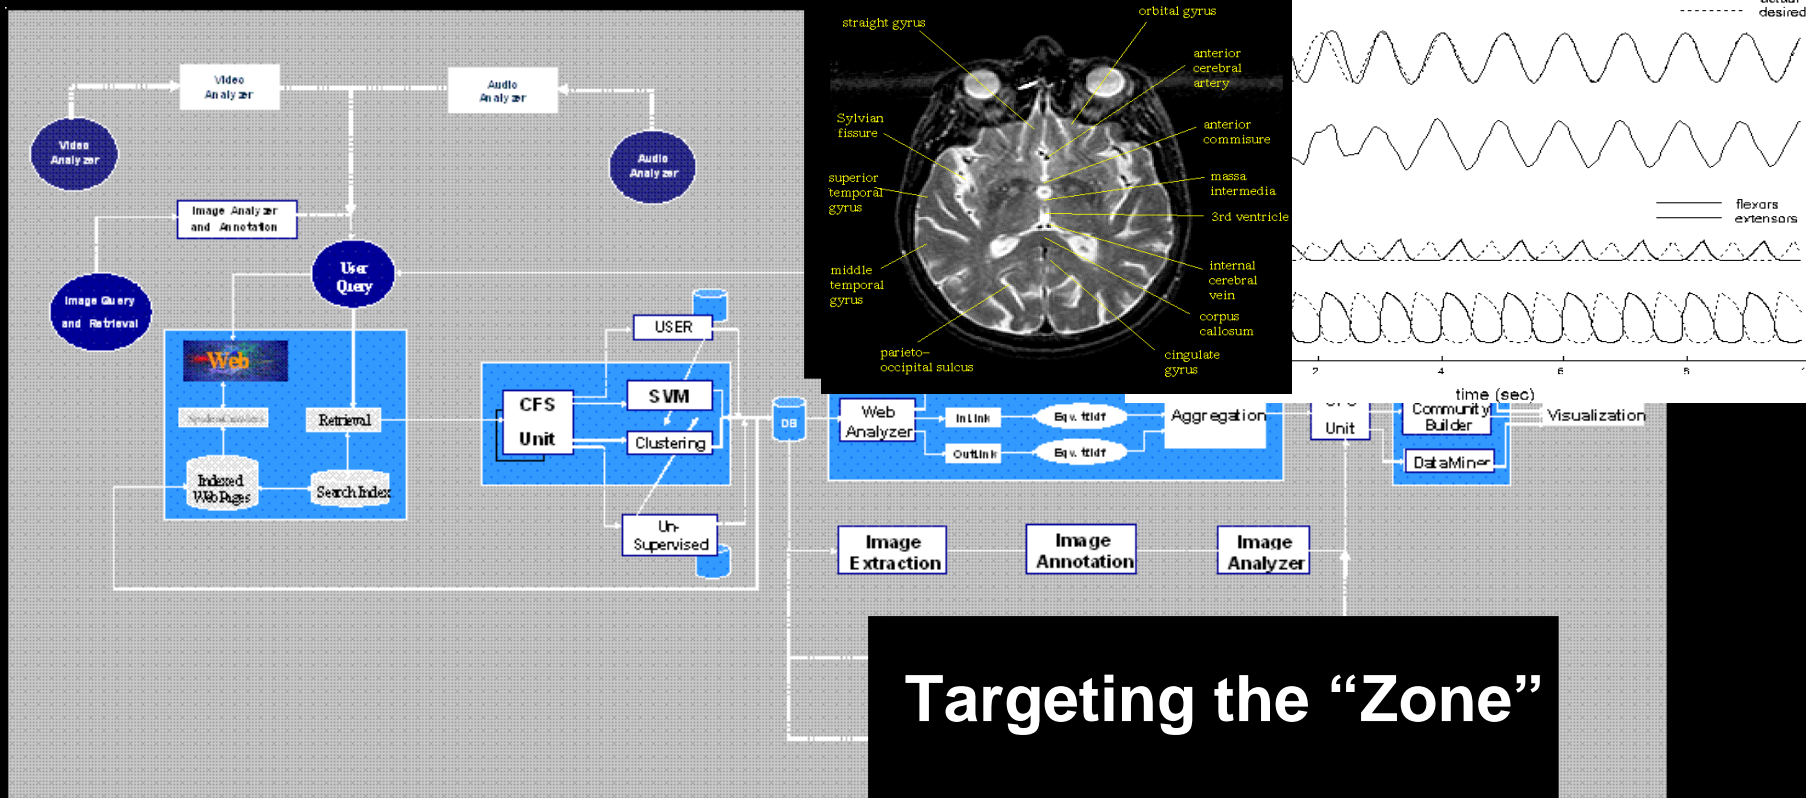 Video
Analyzer
Audio
Analyzer
Video
Analyzer
Audio
Analyzer
Image Analyzer
and Annotation
User
Query
Image Query
and Retrieval
Web
Retrieval
Indexed
Web Pages
Search Index
CFS
Unit
USER
SVM
Clustering
Un-
Supervised
DB
straight gyrus
orbital gyrus
anterior
cerebral
artery
Sylvian
fissure
anterior
commisure
superior
temporal
gyrus
massa
intermedia
3rd ventricle
middle
temporal
gyrus
internal
cerebral
vein
corpus
callosum
parieto-
occipital sulcus
cingulate
gyrus
desired
flexors
extensors
2
4
6
8
time (sec)
Web
Analyzer
InLink
Eqv. tfidf
OutLink
Eqv. tfidf
Aggregation
Unit
Community
Builder
DataMiner
Visualization
Image
Extraction
Image
Annotation
Image
Analyzer
Targeting the “Zone”